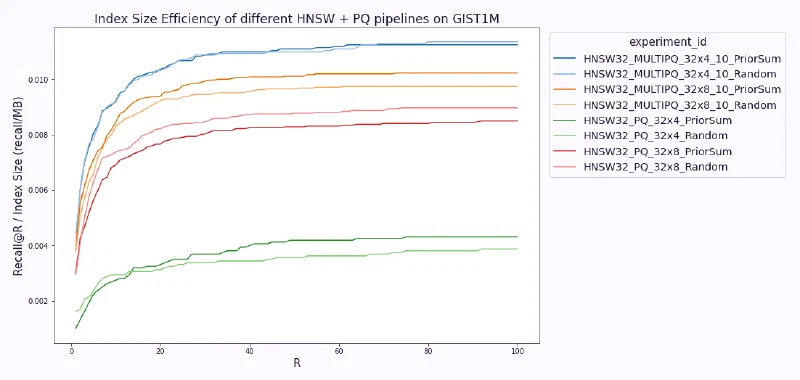 Index Size Efficiency of different HNSW + PQ pipelines on GIST1M
experiment_id
HNSW32_MULTIPQ_32x4_10_PriorSum
HNSW32_MULTIPQ_32x4_10_Random
HNSW32_MULTIPQ_32x8_10_PriorSum
HNSW32_MULTIPQ_32x8_10_Random
HNSW32_PQ_32x4_PriorSum
HNSW32_PQ_32x4_Random
HNSW32_PQ_32x8_PriorSum
HNSW32_PQ_32x8_Random
Recall@R / Index Size (recall/MB)
0.010
0.008
0.006
0.004
0.002
0
20
40
60
80
100
R